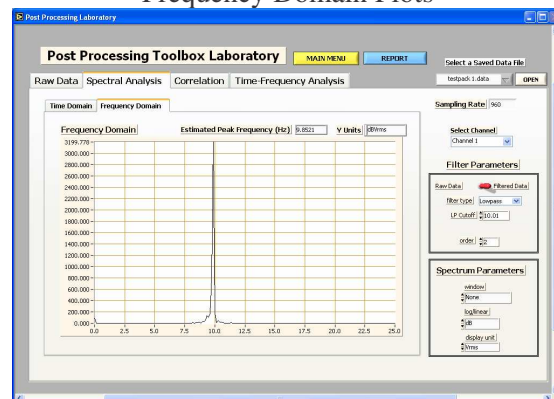 Frequency Domain Plots
Post Processing Laboratory
Post Processing Toolbox Laboratory
MAIN MENU
REPORT
Select a Saved Data File
Raw Data
Spectral Analysis
Correlation
Time-Frequency Analysis
testpack 1.data
OPEN
Time Domain
Frequency Domain
Sampling Rate 960
Frequency Domain
Estimated Peak Frequency (Hz) 9.8521
Y Units dBVrms
Select Channel
Channel 1
3199.778
3000.000
2800.000
2600.000
2400.000
2200.000
2000.000
1800.000
1600.000
1400.000
1200.000
1000.000
800.000
600.000
400.000
200.000
0.000
0.0 2.5 5.0 7.5 10.0 12.5 15.0 17.5 20.0 22.5 25.0
Filter Parameters
Raw Data
Filtered Data
filter type Lowpass
LP Cutoff 10.01
order 2
Spectrum Parameters
window
None
log/linear
dB
display unit
Vrms